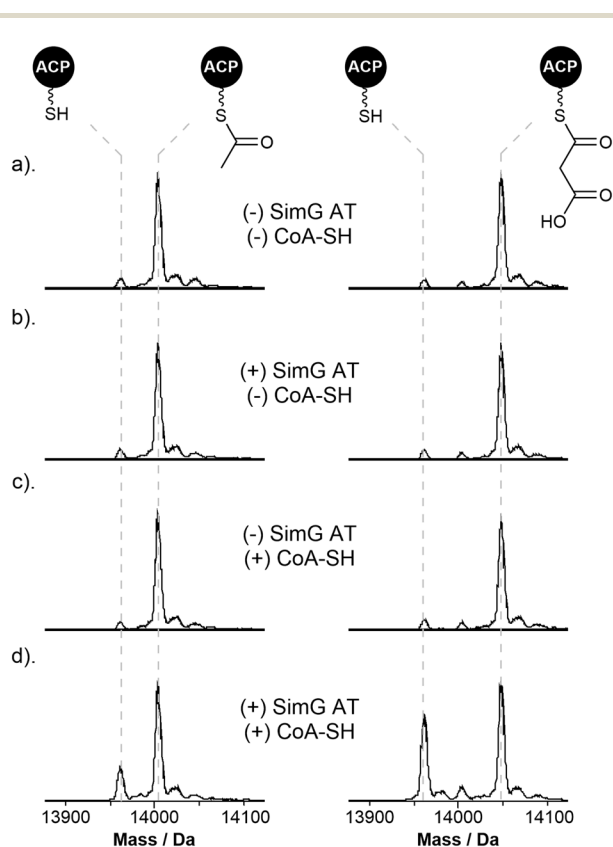 ACP ACP ACP ACP
SH S O SH S O
O
HO
a).
(-) SimG AT
(-) CoA-SH
b).
(+) SimG AT
(-) CoA-SH
c).
(-) SimG AT
(+) CoA-SH
d).
(+) SimG AT
(+) CoA-SH
13900 14000 14100 13900 14000 14100
Mass / Da Mass / Da